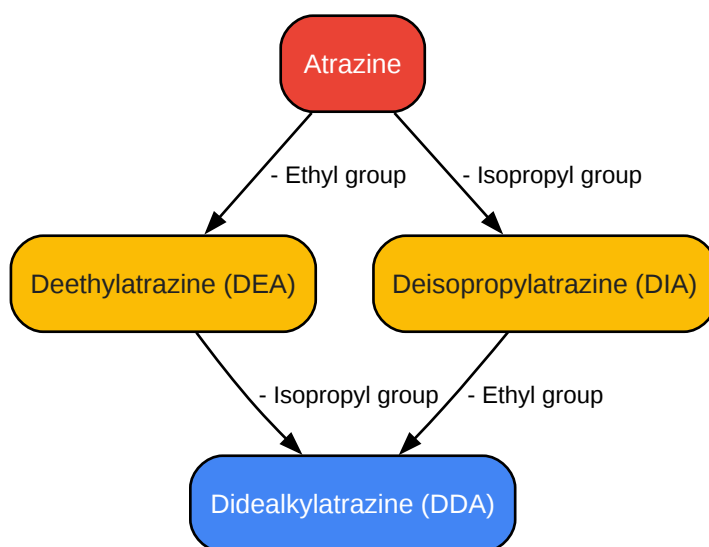 Atrazine
- Ethyl group
- Isopropyl group
Deethylatrazine (DEA)
Deisopropylatrazine (DIA)
- Isopropyl group
- Ethyl group
Didealkylatrazine (DDA)